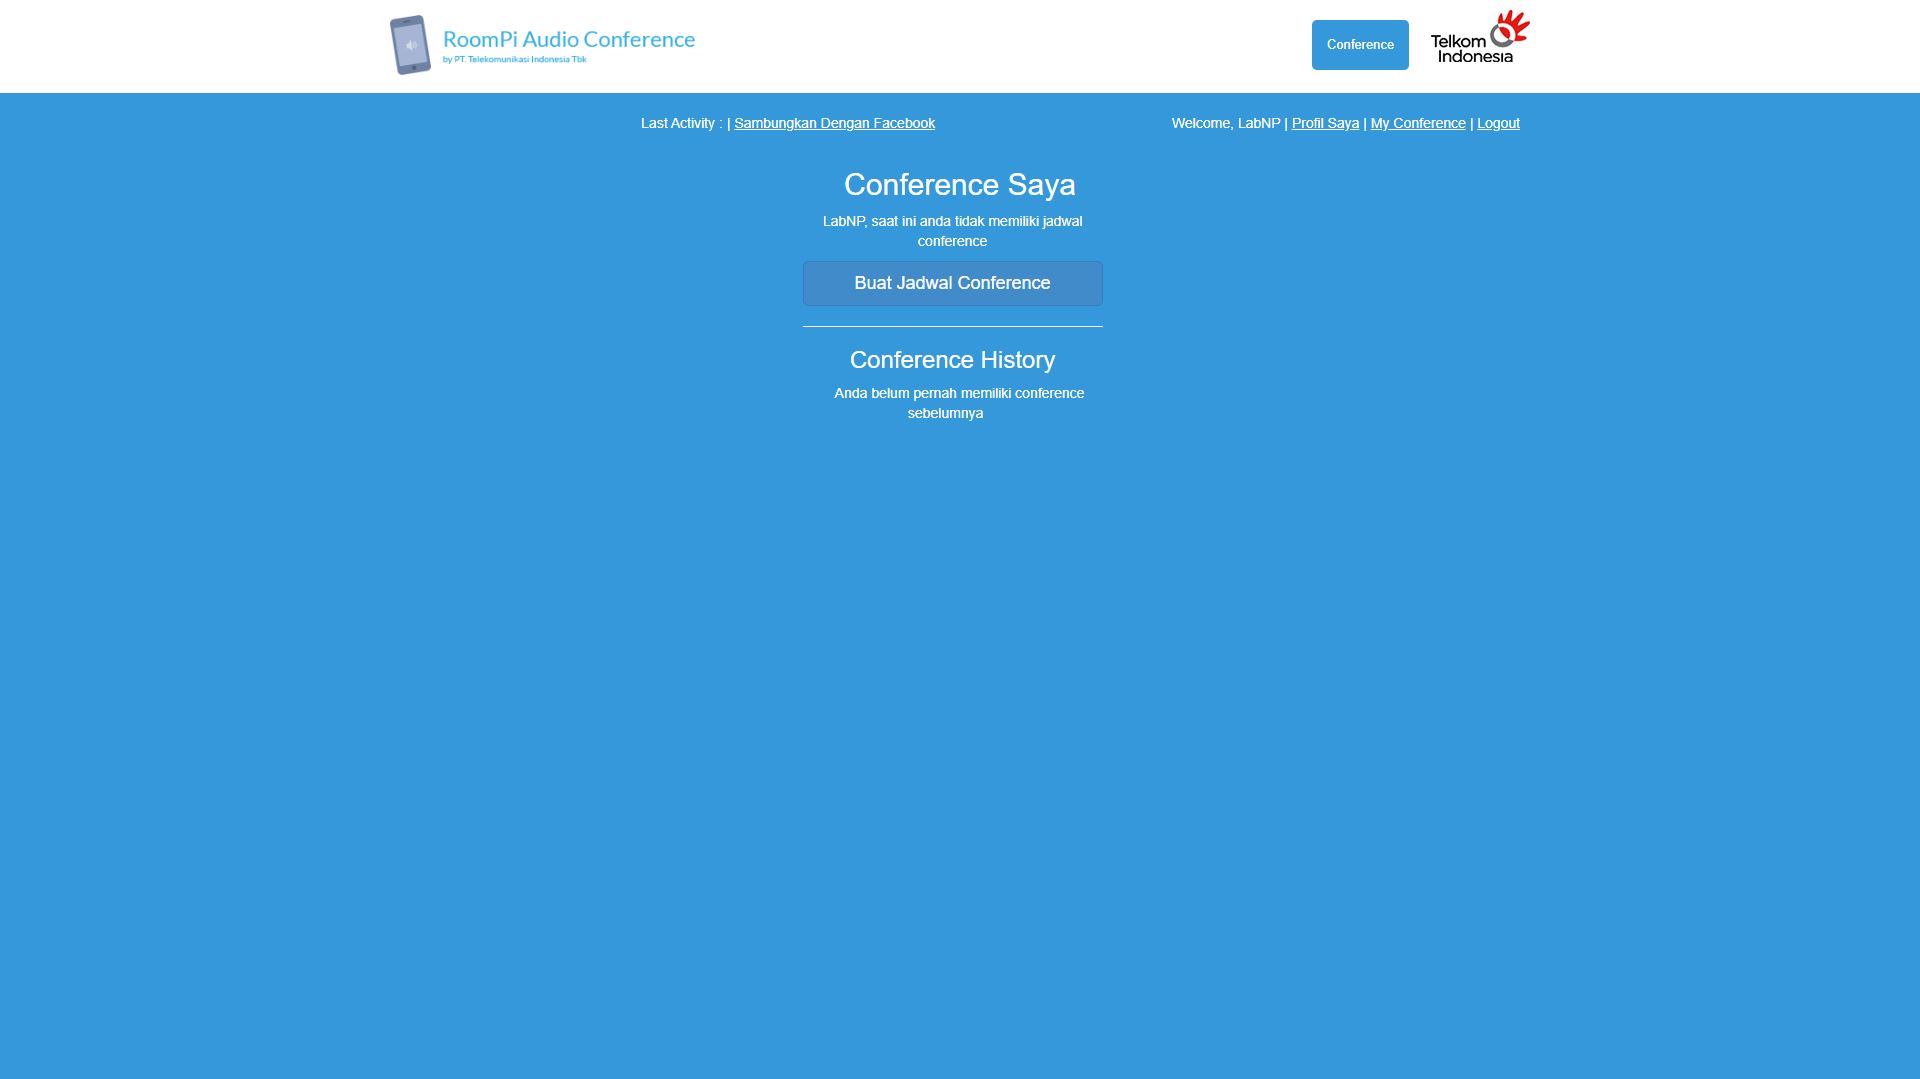 RoomPi Audio Conference
by PT. Telekomunikasi Indonesia Tbk
Conference
Telkom
Indonesia
Last Activity : | Sambungkan Dengan Facebook
Welcome, LabNP | Profil Saya | My Conference | Logout
Conference Saya
LabNP, saat ini anda tidak memiliki jadwal
conference
Buat Jadwal Conference
Conference History
Anda belum pernah memiliki conference
sebelumnya